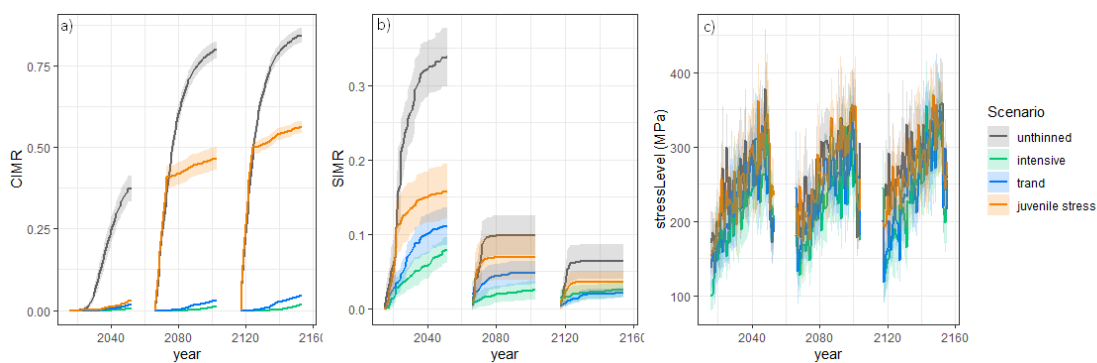 a)
CIMR
0.75
0.50
0.25
0.00
2040
2080
2120
2160
year
b)
SIMR
0.3
0.2
0.1
0.0
2040
2080
2120
2160
year
c)
stressLevel (MPa)
400
300
200
100
2040
2080
2120
2160
year
Scenario
unthinned
intensive
trand
juvenile stress